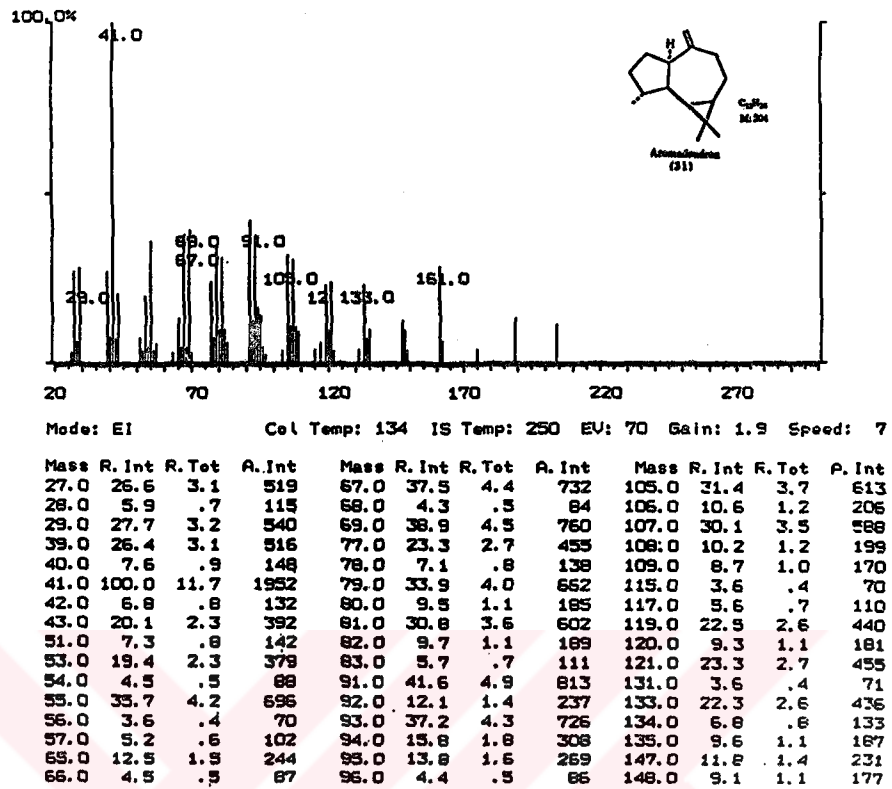 100.0%
41.0
H
C₁₅H₂₄
M:204
Aromadendren
(31)
69.0 91.0
67.0
105.0 161.0
29.0 12 133.0
20 70 120 170 220 270
Mode: EI Col Temp: 134 IS Temp: 250 EV: 70 Gain: 1.9 Speed: 7
Mass R. Int R. Tot A. Int Mass R. Int R. Tot A. Int Mass R. Int R. Tot A. Int
27.0 26.6 3.1 519 67.0 37.5 4.4 732 105.0 31.4 3.7 613
28.0 5.9 .7 115 68.0 4.3 .5 84 106.0 10.6 1.2 206
29.0 27.7 3.2 540 69.0 38.9 4.5 760 107.0 30.1 3.5 588
39.0 26.4 3.1 516 77.0 23.3 2.7 455 108.0 10.2 1.2 199
40.0 7.6 .9 148 78.0 7.1 .8 138 109.0 8.7 1.0 170
41.0 100.0 11.7 1952 79.0 33.9 4.0 662 115.0 3.6 .4 70
42.0 6.8 .8 132 80.0 9.5 1.1 185 117.0 5.6 .7 110
43.0 20.1 2.3 392 81.0 30.8 3.6 602 119.0 22.5 2.6 440
51.0 7.3 .8 142 82.0 9.7 1.1 189 120.0 9.3 1.1 181
53.0 19.4 2.3 379 83.0 5.7 .7 111 121.0 23.3 2.7 455
54.0 4.5 .5 88 91.0 41.6 4.9 813 131.0 3.6 .4 71
55.0 35.7 4.2 696 92.0 12.1 1.4 237 133.0 22.3 2.6 436
56.0 3.6 .4 70 93.0 37.2 4.3 726 134.0 6.8 .8 133
57.0 5.2 .6 102 94.0 15.8 1.8 308 135.0 9.6 1.1 187
65.0 12.5 1.5 244 95.0 13.8 1.6 269 147.0 11.8 1.4 231
66.0 4.5 .5 87 96.0 4.4 .5 86 148.0 9.1 1.1 177